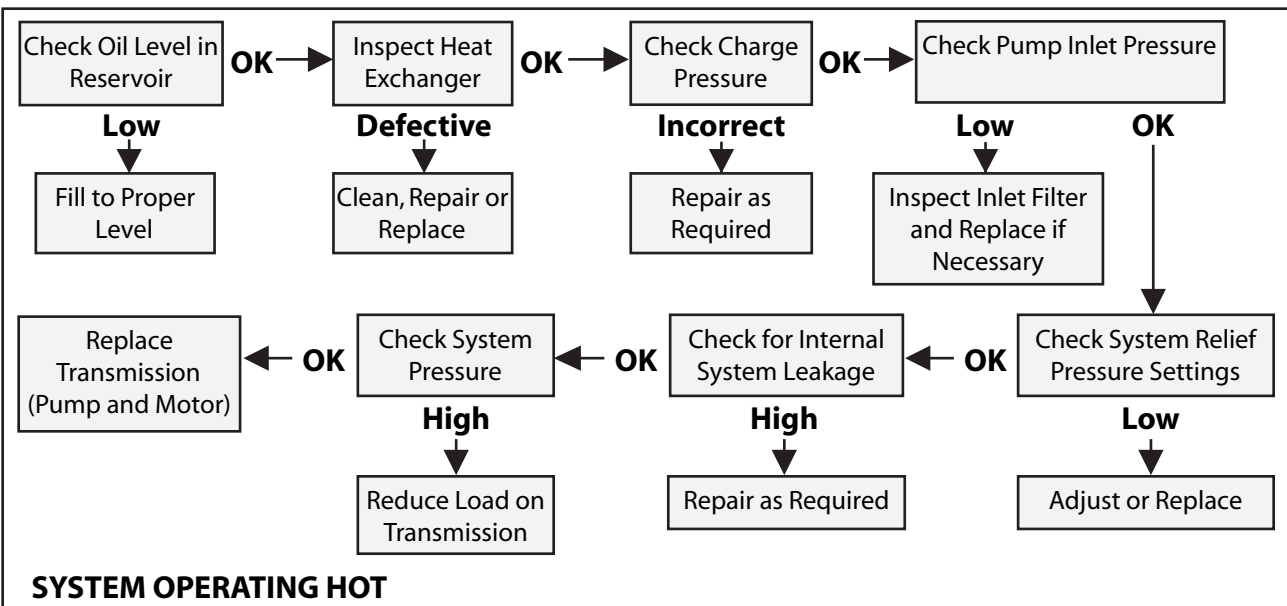 Check Oil Level in
Reservoir
OK
Inspect Heat
Exchanger
OK
Check Charge
Pressure
OK
Check Pump Inlet Pressure
Low
Defective
Incorrect
Low
OK
Fill to Proper
Level
Clean, Repair or
Replace
Repair as
Required
Inspect Inlet Filter
and Replace if
Necessary
Replace
Transmission
(Pump and Motor)
OK
Check System
Pressure
OK
Check for Internal
System Leakage
OK
Check System Relief
Pressure Settings
High
High
Low
Reduce Load on
Transmission
Repair as Required
Adjust or Replace
SYSTEM OPERATING HOT